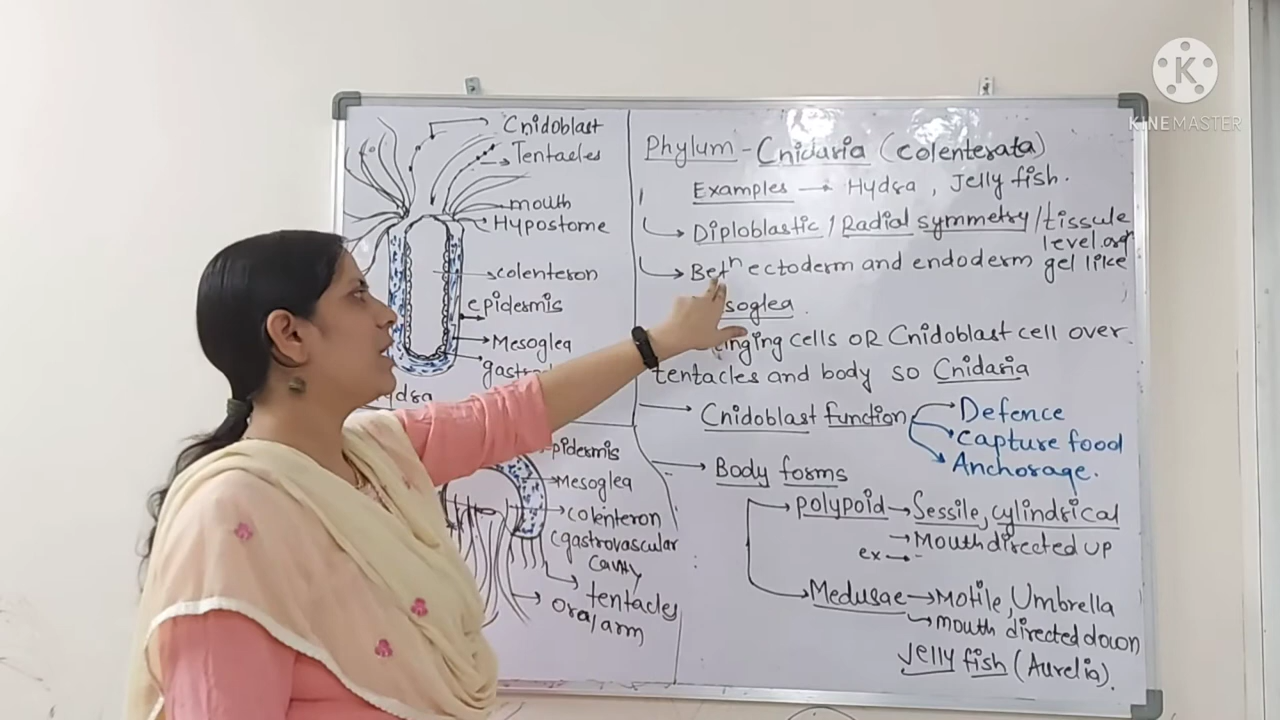 Cnidoblast
Tentacles
mouth
Hypostome
colenteron
epidermis
Mesoglea
pidermis
Mesoglea
colenteron
(gastrovascular
cavity
tentacles
oral arm
Phylum - Cnidaria (colenterata)
Examples → Hydra, Jelly fish.
→ Diploblastic / Radial symmetry / tissule
level.orgn
→ Betn ectoderm and endoderm gel like
soglea.
inging cells OR Cnidoblast cell over
tentacles and body so Cnidaria
→ Cnidoblast function
Defence
capture food
Anchorage.
→ Body forms
→ polypoid → Sessile, cylindrical
→ Mouth directed up
ex →
→ Medusae → Motile, Umbrella
→ mouth directed down
Jelly fish (Aurelia).
K
KINEMASTER